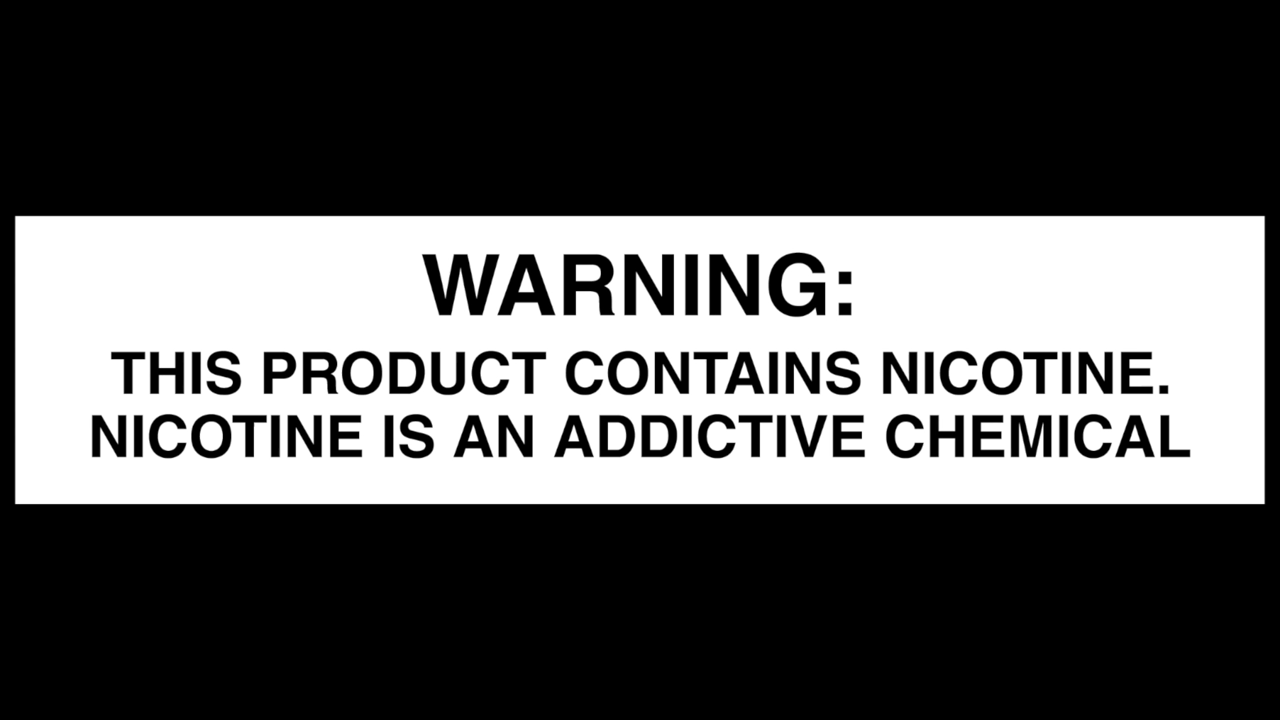 WARNING:
THIS PRODUCT CONTAINS NICOTINE.
NICOTINE IS AN ADDICTIVE CHEMICAL